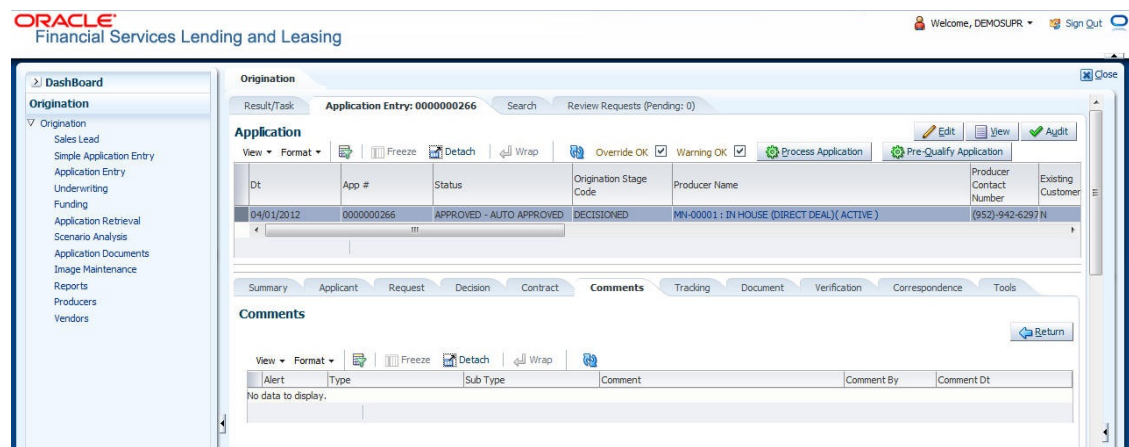 ORACLE
Financial Services Lending and Leasing
Welcome, DEMOSUPR
Sign Out
Close
DashBoard
Origination
Origination
Sales Lead
Simple Application Entry
Application Entry
Underwriting
Funding
Application Retrieval
Scenario Analysis
Application Documents
Image Maintenance
Reports
Producers
Vendors
Origination
Result/Task Application Entry: 0000000266 Search Review Requests (Pending: 0)
Application
Edit View Audit
View Format Freeze Detach Wrap Override OK Warning OK Process Application Pre-Qualify Application
Dt App # Status Origination Stage Code Producer Name Producer Contact Number Existing Customer
04/01/2012 0000000266 APPROVED - AUTO APPROVED DECISIONED MN-00001 : IN HOUSE (DIRECT DEAL)( ACTIVE ) (952)-942-6297 N
Summary Applicant Request Decision Contract Comments Tracking Document Verification Correspondence Tools
Comments
Return
View Format Freeze Detach Wrap
Alert Type Sub Type Comment Comment By Comment Dt
No data to display.